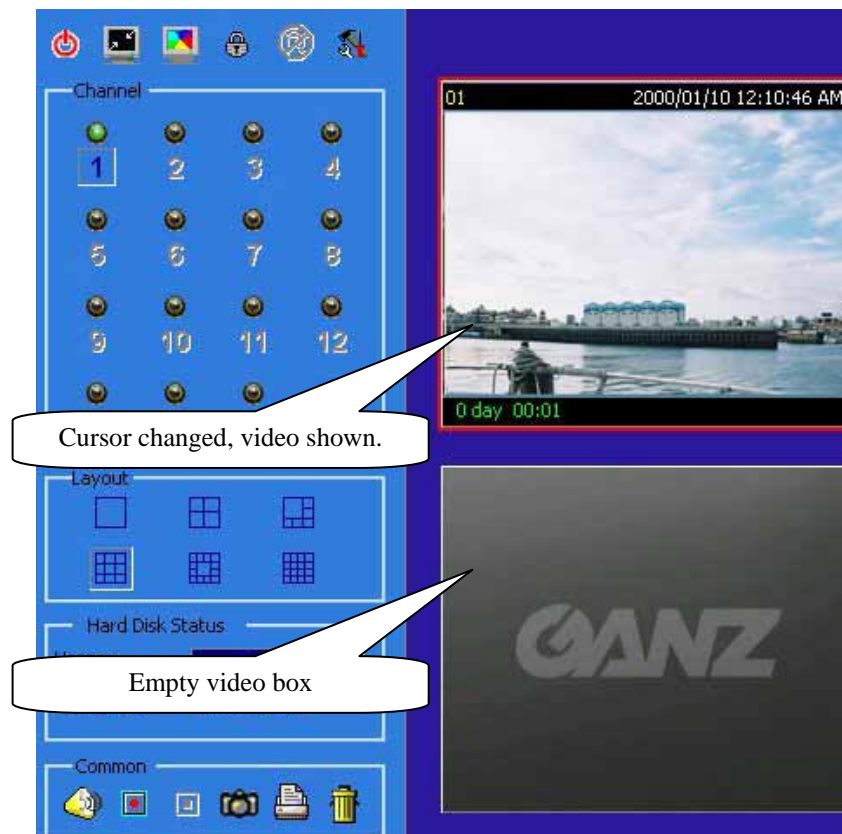 Channel
01 2000/01/10 12:10:46 AM
1 2 3 4
5 6 7 8
9 10 11 12
0 day 00:01
Cursor changed, video shown.
Layout
Hard Disk Status
GANZ
Empty video box
Common